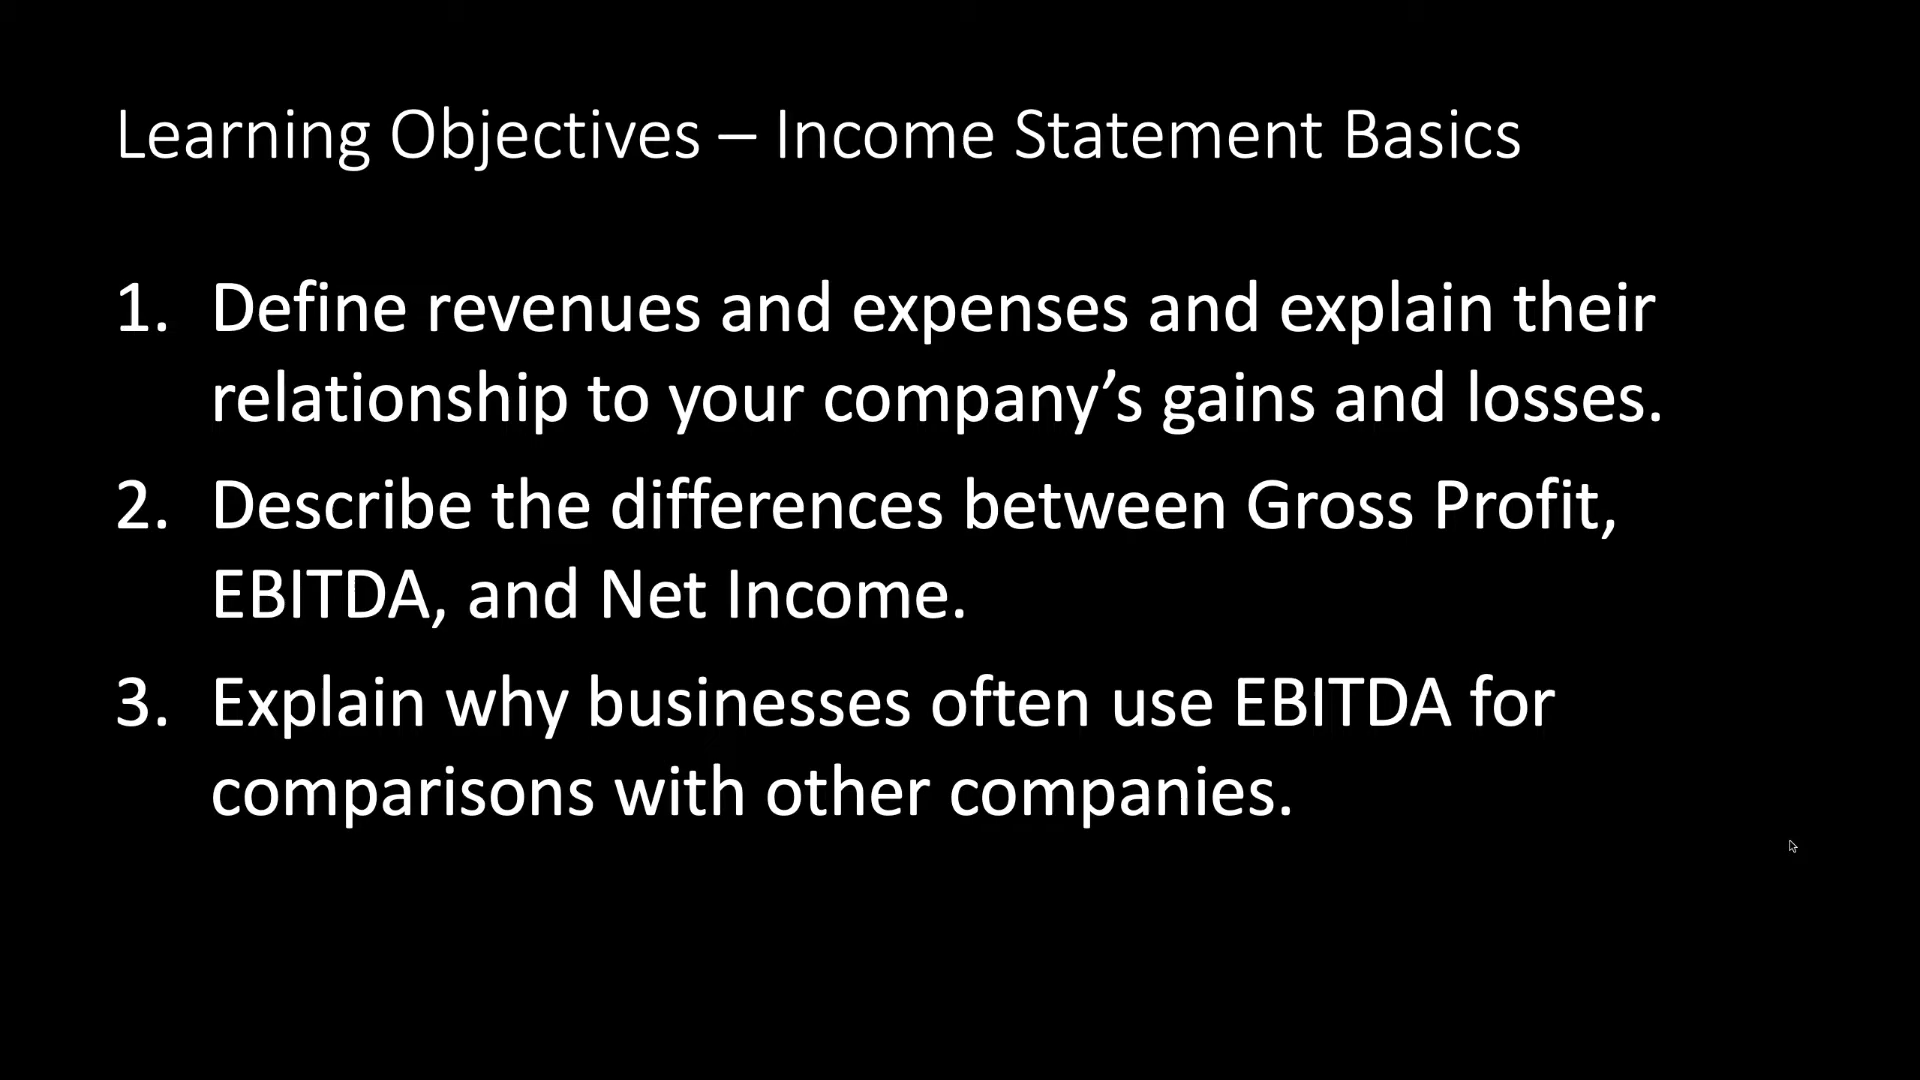 Learning Objectives – Income Statement Basics
1. Define revenues and expenses and explain their
relationship to your company’s gains and losses.
2. Describe the differences between Gross Profit,
EBITDA, and Net Income.
3. Explain why businesses often use EBITDA for
comparisons with other companies.